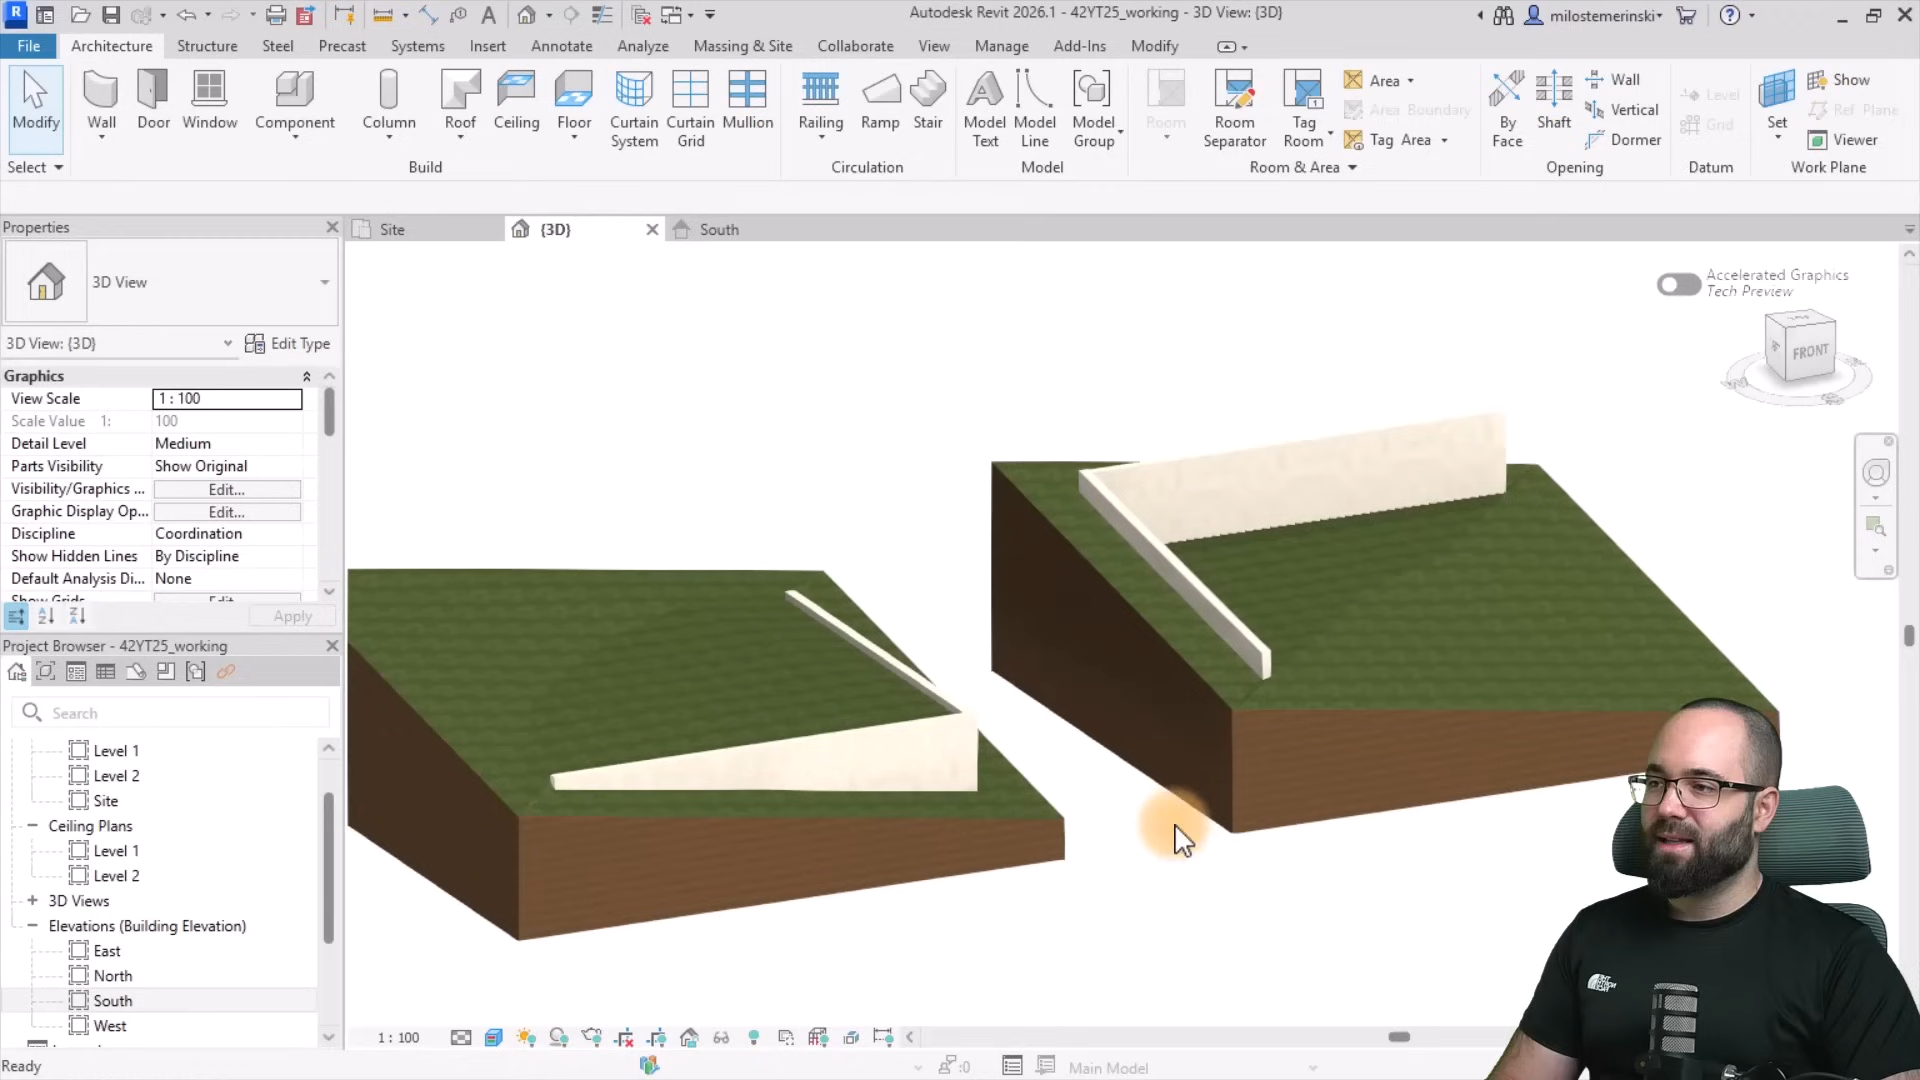 Autodesk Revit 2026.1 - 42YT25_working - 3D View: {3D}
milostemerinski
File Architecture Structure Steel Precast Systems Insert Annotate Analyze Massing & Site Collaborate View Manage Add-Ins Modify
Modify
Wall
Door
Window
Component
Column
Roof
Ceiling
Floor
Curtain System
Curtain Grid
Mullion
Railing
Ramp
Stair
Model Text
Model Line
Model Group
Room
Room Separator
Tag Room
Area
Area Boundary
Tag Area
By Face
Shaft
Wall
Vertical
Dormer
Level
Grid
Set
Show
Ref Plane
Viewer
Select
Build
Circulation
Model
Room & Area
Opening
Datum
Work Plane
Properties
Site
{3D}
South
3D View
3D View: {3D}
Edit Type
Graphics
View Scale 1 : 100
Scale Value 1: 100
Detail Level Medium
Parts Visibility Show Original
Visibility/Graphics ... Edit...
Graphic Display Op... Edit...
Discipline Coordination
Show Hidden Lines By Discipline
Default Analysis Di... None
Show Grids Edit...
Apply
Project Browser - 42YT25_working
Search
Level 1
Level 2
Site
Ceiling Plans
Level 1
Level 2
3D Views
Elevations (Building Elevation)
East
North
South
West
Accelerated Graphics
Tech Preview
FRONT
THE
NORTH
FACE
1 : 100
Ready
:0
Main Model